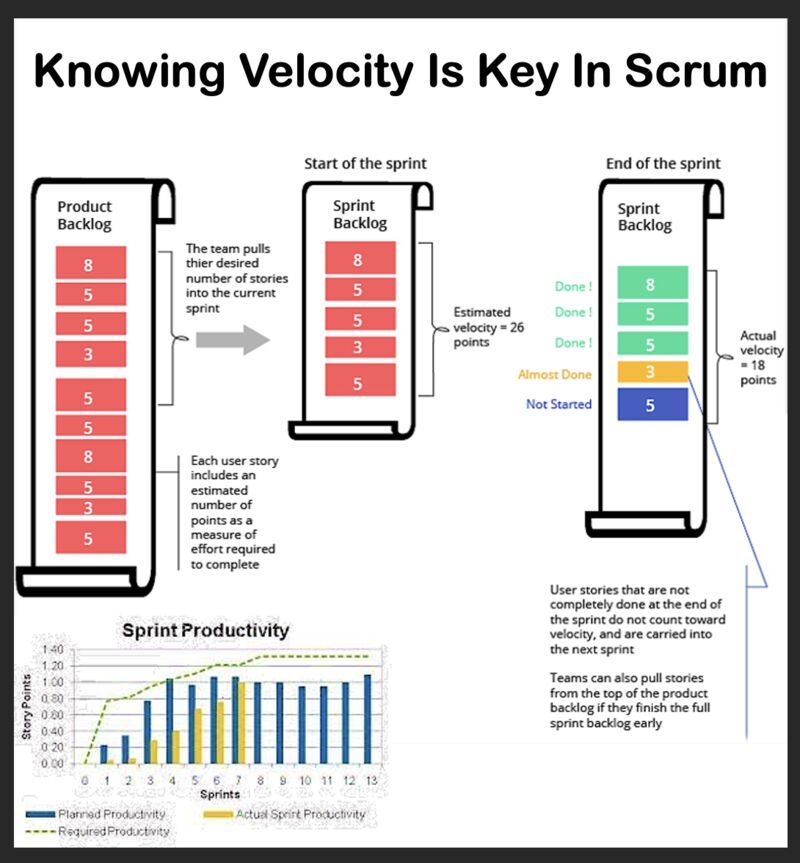 Knowing Velocity Is Key In Scrum
Product
Backlog
8
5
5
3
5
5
8
5
3
5
The team pulls
thier desired
number of stories
into the current
sprint
Each user story
includes an
estimated
number of
points as a
measure of
effort required
to complete
Start of the sprint
Sprint
Backlog
8
5
5
3
5
Estimated
velocity = 26
points
End of the sprint
Sprint
Backlog
Done ! 8
Done ! 5
Done ! 5
Almost Done 3
Not Started 5
Actual
velocity
= 18
points
User stories that are not
completely done at the end of
the sprint do not count toward
velocity, and are carried into
the next sprint
Teams can also pull stories
from the top of the product
backlog if they finish the full
sprint backlog early
Sprint Productivity
Story Points
1.40
1.20
1.00
0.80
0.60
0.40
0.20
0.00
0 1 2 3 4 5 6 7 8 9 10 11 12 13
Sprints
Planned Productivity
Actual Sprint Productivity
Required Productivity